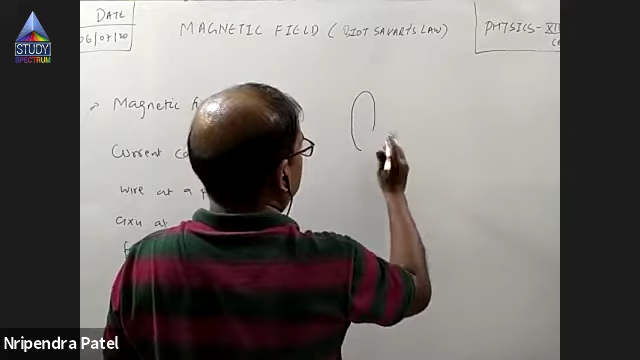 STUDY
SPECTRUM
DATE
06/07/20
MAGNETIC FIELD (BIOT SAVART'S LAW)
PHYSICS - XII
Magnetic
Current
wire at a
axis at
Nripendra Patel